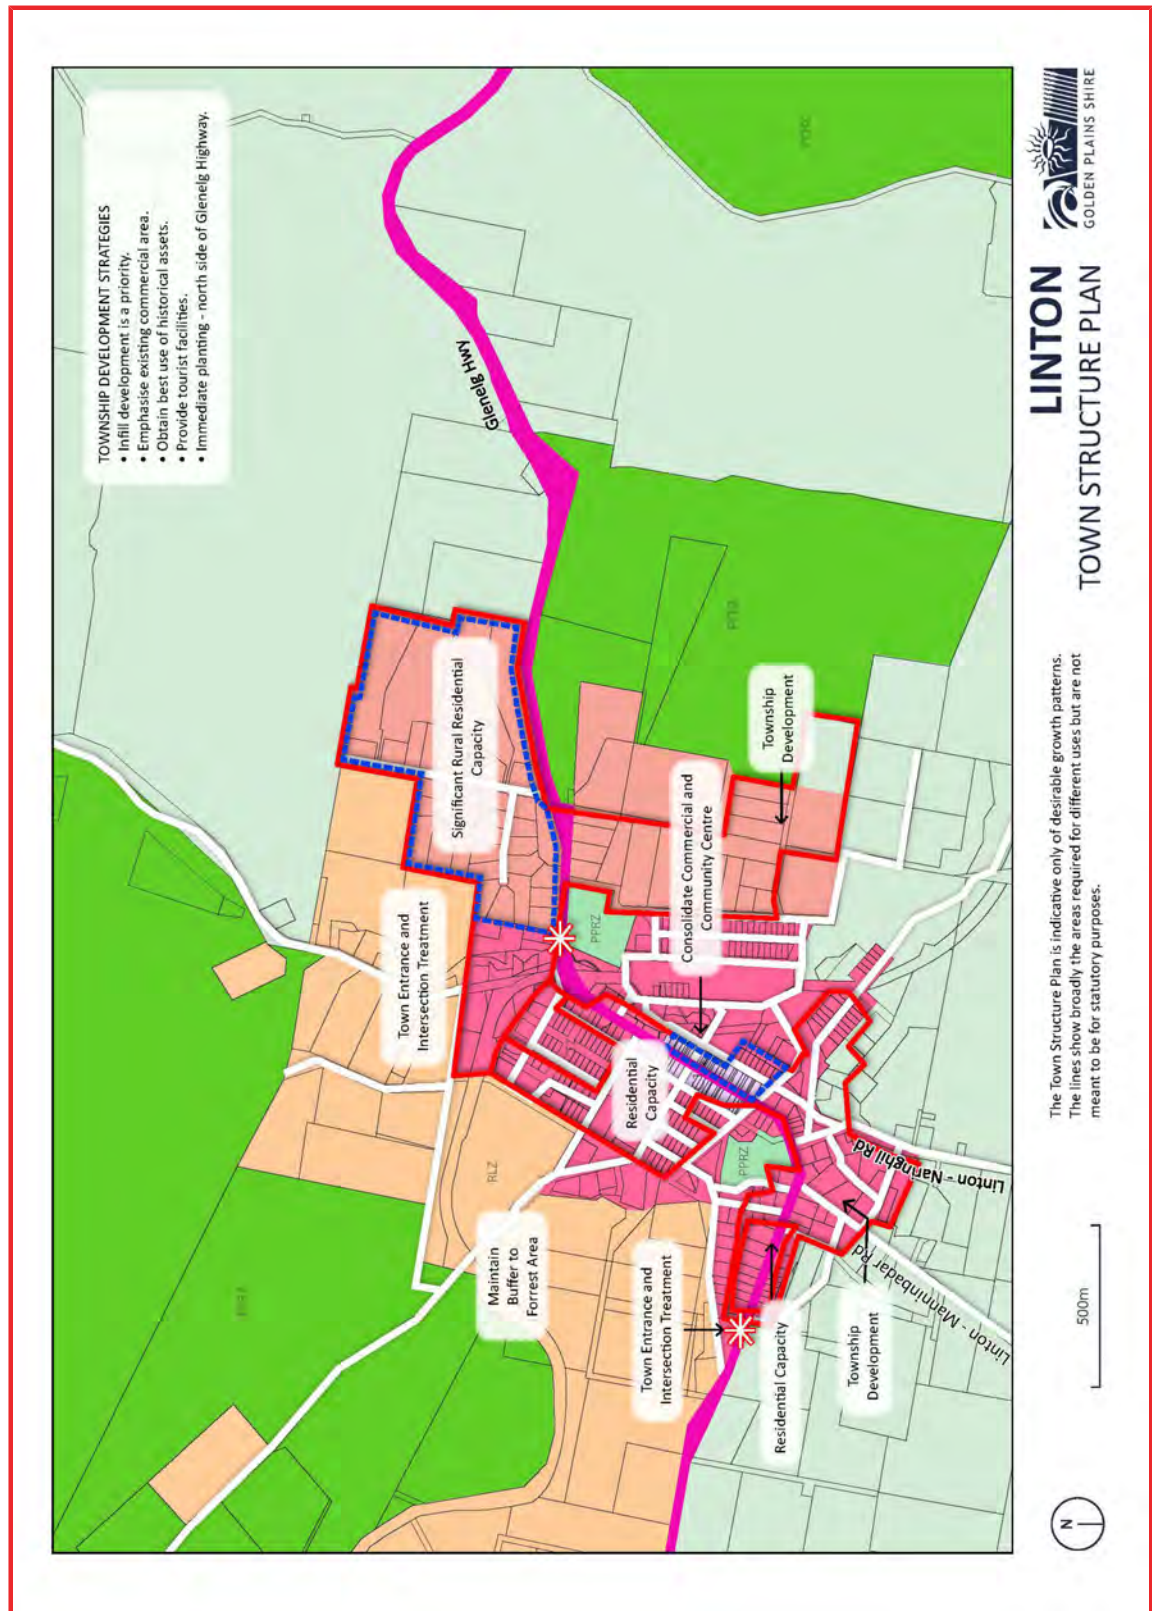 TOWNSHIP DEVELOPMENT STRATEGIES
• Infill development is a priority.
• Emphasise existing commercial area.
• Obtain best use of historical assets.
• Provide tourist facilities.
• Immediate planting - north side of Glenelg Highway.
Glenelg Hwy
Significant Rural Residential
Capacity
Town Entrance and
Intersection Treatment
Township
Development
Consolidate Commercial and
Community Centre
PPRZ
Residential
Capacity
RLZ
PPRZ
Maintain
Buffer to
Forrest Area
Town Entrance and
Intersection Treatment
Residential Capacity
Township
Development
Linton - Naringhil Rd
Linton - Mannibadar Rd
LINTON
TOWN STRUCTURE PLAN
GOLDEN PLAINS SHIRE
The Town Structure Plan is indicative only of desirable growth patterns.
The lines show broadly the areas required for different uses but are not
meant to be for statutory purposes.
500m
N